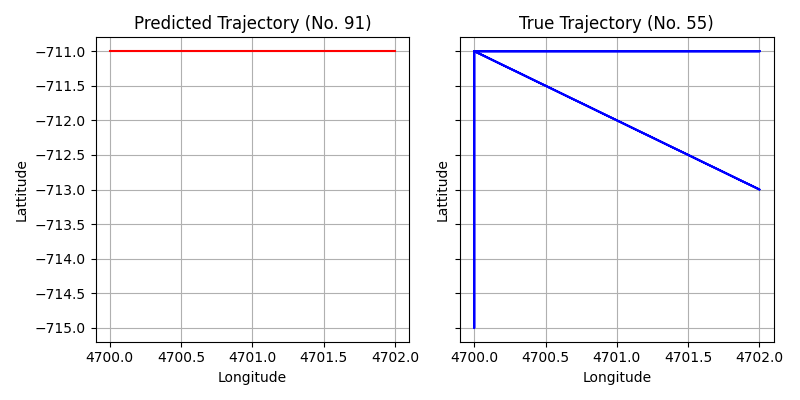 Predicted Trajectory (No. 91)
True Trajectory (No. 55)
−711.0
−711.5
−712.0
−712.5
−713.0
−713.5
−714.0
−714.5
−715.0
Lattitude
Lattitude
4700.0 4700.5 4701.0 4701.5 4702.0
4700.0 4700.5 4701.0 4701.5 4702.0
Longitude
Longitude